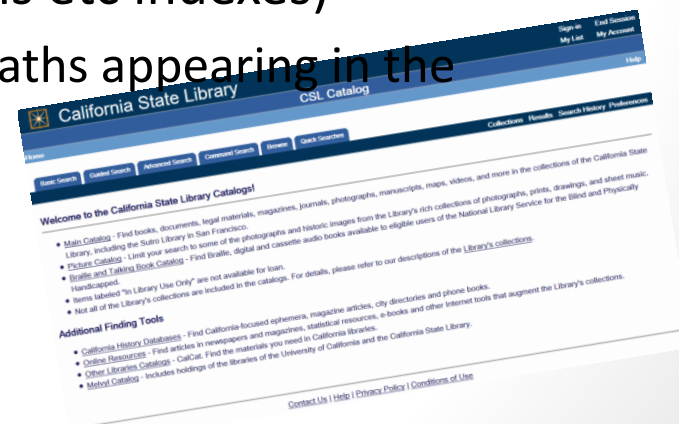 s etc indexes)
aths appearing in the
California State Library
CSL Catalog
Sign-in End Session
My List My Account
Home
Help
Basic Search Guided Search Advanced Search Command Search Browse Quick Searches
Collections Results Search History Preferences
Welcome to the California State Library Catalogs!
• Main Catalog - Find books, documents, legal materials, magazines, journals, photographs, manuscripts, maps, videos, and more in the collections of the California State
Library, including the Sutro Library in San Francisco.
• Picture Catalog - Limit your search to some of the photographs and historic images from the Library's rich collections of photographs, prints, drawings, and sheet music.
• Braille and Talking Book Catalog - Find Braille, digital and cassette audio books available to eligible users of the National Library Service for the Blind and Physically
Handicapped.
• Items labeled "In Library Use Only" are not available for loan.
• Not all of the Library's collections are included in the catalogs. For details, please refer to our descriptions of the Library's collections.
Additional Finding Tools
• California History Databases - Find California-focused ephemera, magazine articles, city directories and phone books.
• Online Resources - Find articles in newspapers and magazines, statistical resources, e-books and other Internet tools that augment the Library's collections.
• Other Libraries Catalogs - CalCat. Find the materials you need in California libraries.
• Melvyl Catalog - Includes holdings of the libraries of the University of California and the California State Library.
Contact Us | Help | Privacy Policy | Conditions of Use